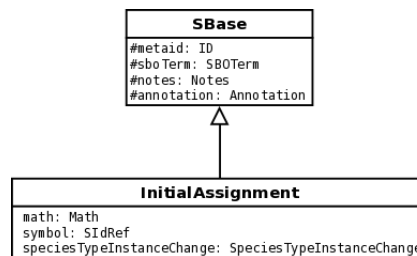 SBase
#metaid: ID
#sboTerm: SBOTerm
#notes: Notes
#annotation: Annotation
InitialAssignment
math: Math
symbol: SIdRef
speciesTypeInstanceChange: SpeciesTypeInstanceChange